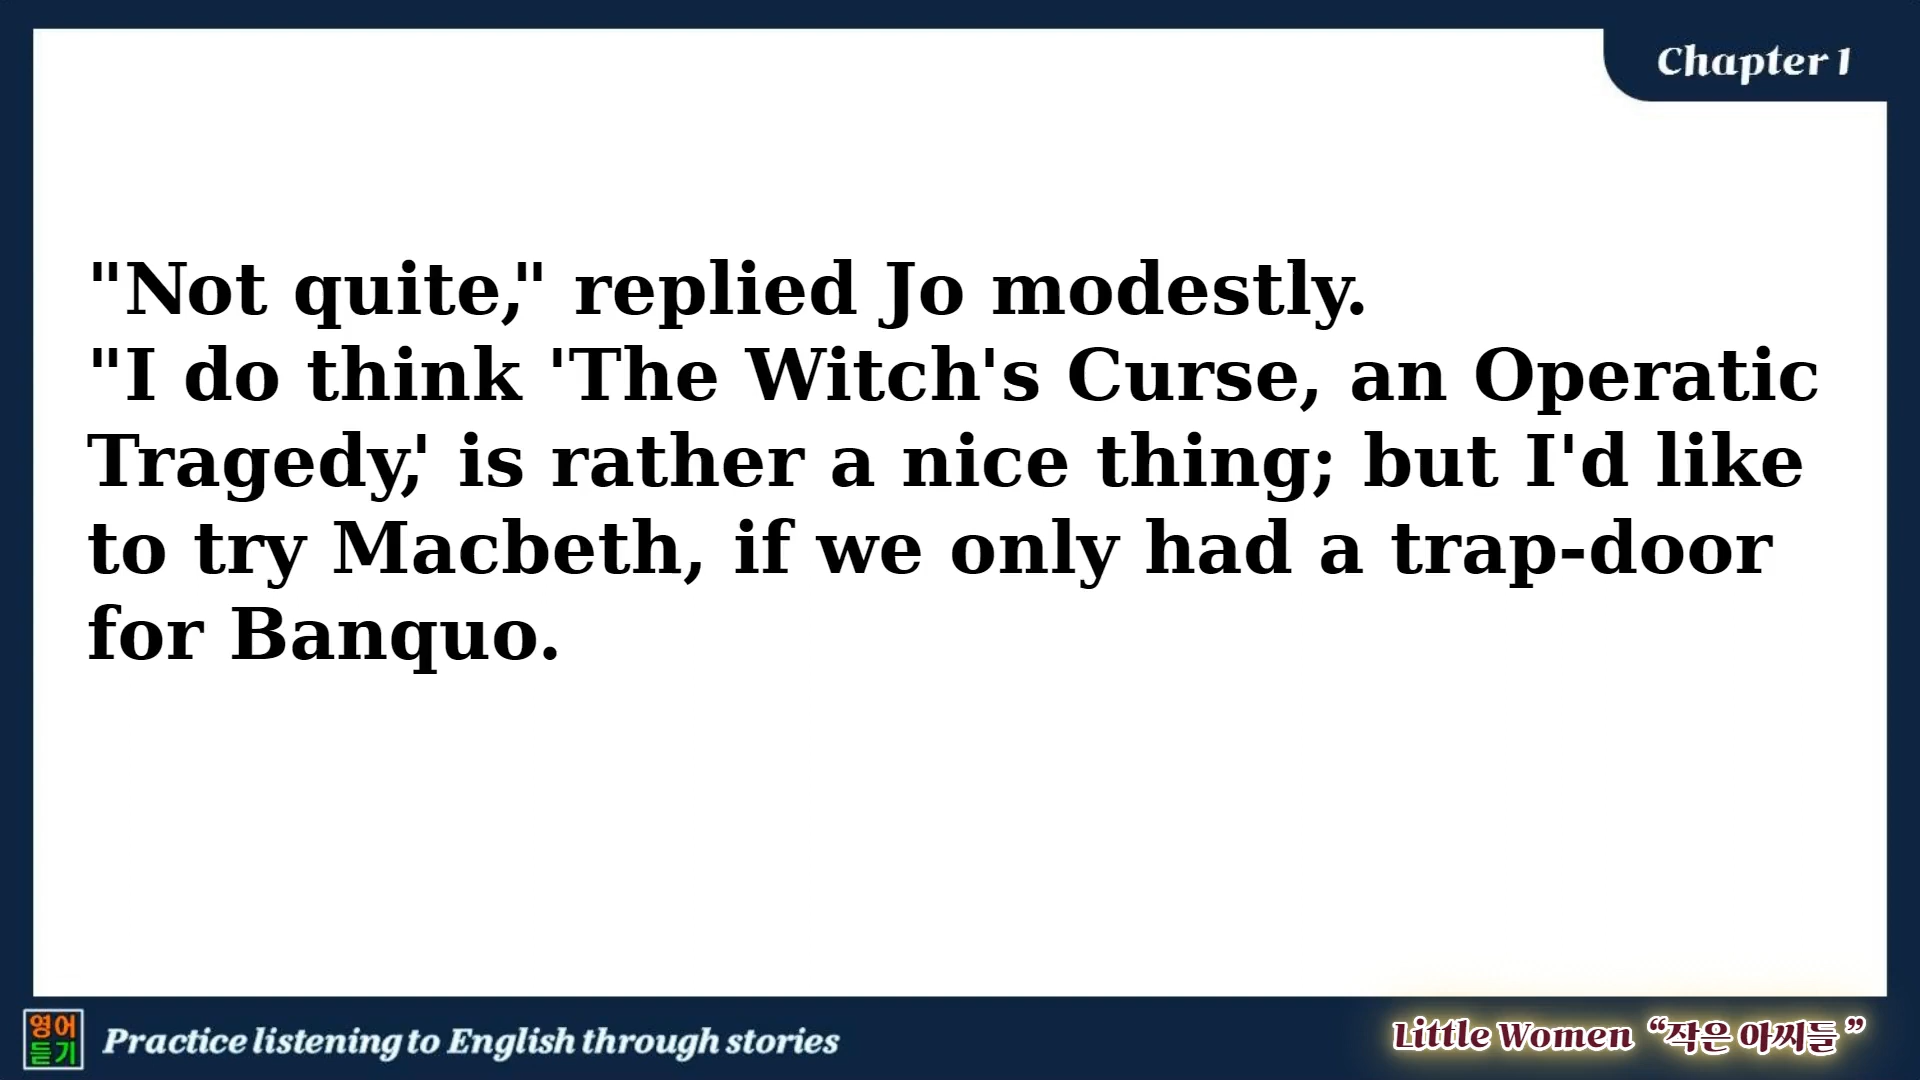 Chapter 1
"Not quite," replied Jo modestly.
"I do think 'The Witch's Curse, an Operatic
Tragedy,' is rather a nice thing; but I'd like
to try Macbeth, if we only had a trap-door
for Banquo.
영어
듣기
Practice listening to English through stories
Little Women “작은 아씨들”